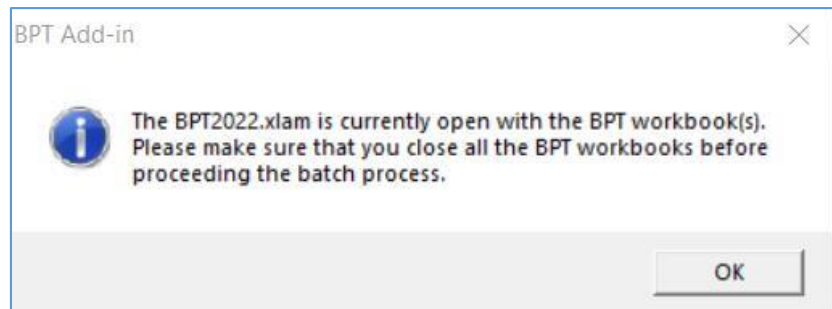 BPT Add-in
The BPT2022.xlam is currently open with the BPT workbook(s).
Please make sure that you close all the BPT workbooks before
proceeding the batch process.
OK